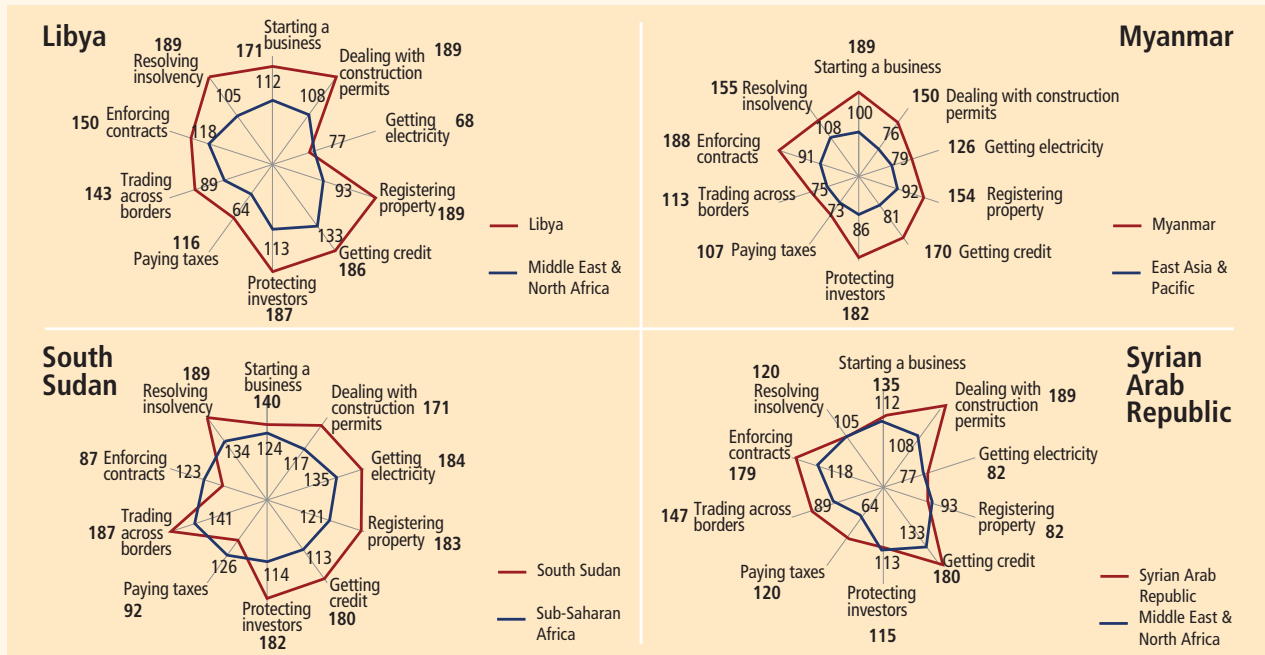 Libya
189
Resolving
insolvency
171
Starting a
business
Dealing with
construction
permits
189
Getting
electricity
68
Registering
property
189
Getting credit
186
Protecting
investors
187
Paying taxes
116
Trading
across
borders
143
Enforcing
contracts
150
112
108
77
93
133
113
64
89
118
105
Libya
Middle East &
North Africa
Myanmar
189
Starting a business
150 Dealing with construction
permits
126 Getting electricity
154 Registering
property
170 Getting credit
Protecting
investors
182
107 Paying taxes
113 Trading across
borders
188 Enforcing
contracts
155 Resolving
insolvency
100
76
79
92
81
86
73
75
91
108
Myanmar
East Asia &
Pacific
South
Sudan
189
Resolving
insolvency
Starting a
business
140
Dealing with
construction
permits
171
Getting
electricity
184
Registering
property
183
Getting
credit
180
Protecting
investors
182
Paying taxes
92
Trading
across
borders
187
87 Enforcing
contracts
124
117
135
121
113
114
126
141
123
134
South Sudan
Sub-Saharan
Africa
Syrian
Arab
Republic
120
Resolving
insolvency
Starting a business
135
Dealing with
construction
permits
189
Getting electricity
82
Registering
property
82
Getting credit
180
Protecting
investors
115
Paying taxes
120
147 Trading across
borders
Enforcing
contracts
179
112
108
77
93
133
113
64
89
118
105
Syrian Arab
Republic
Middle East &
North Africa